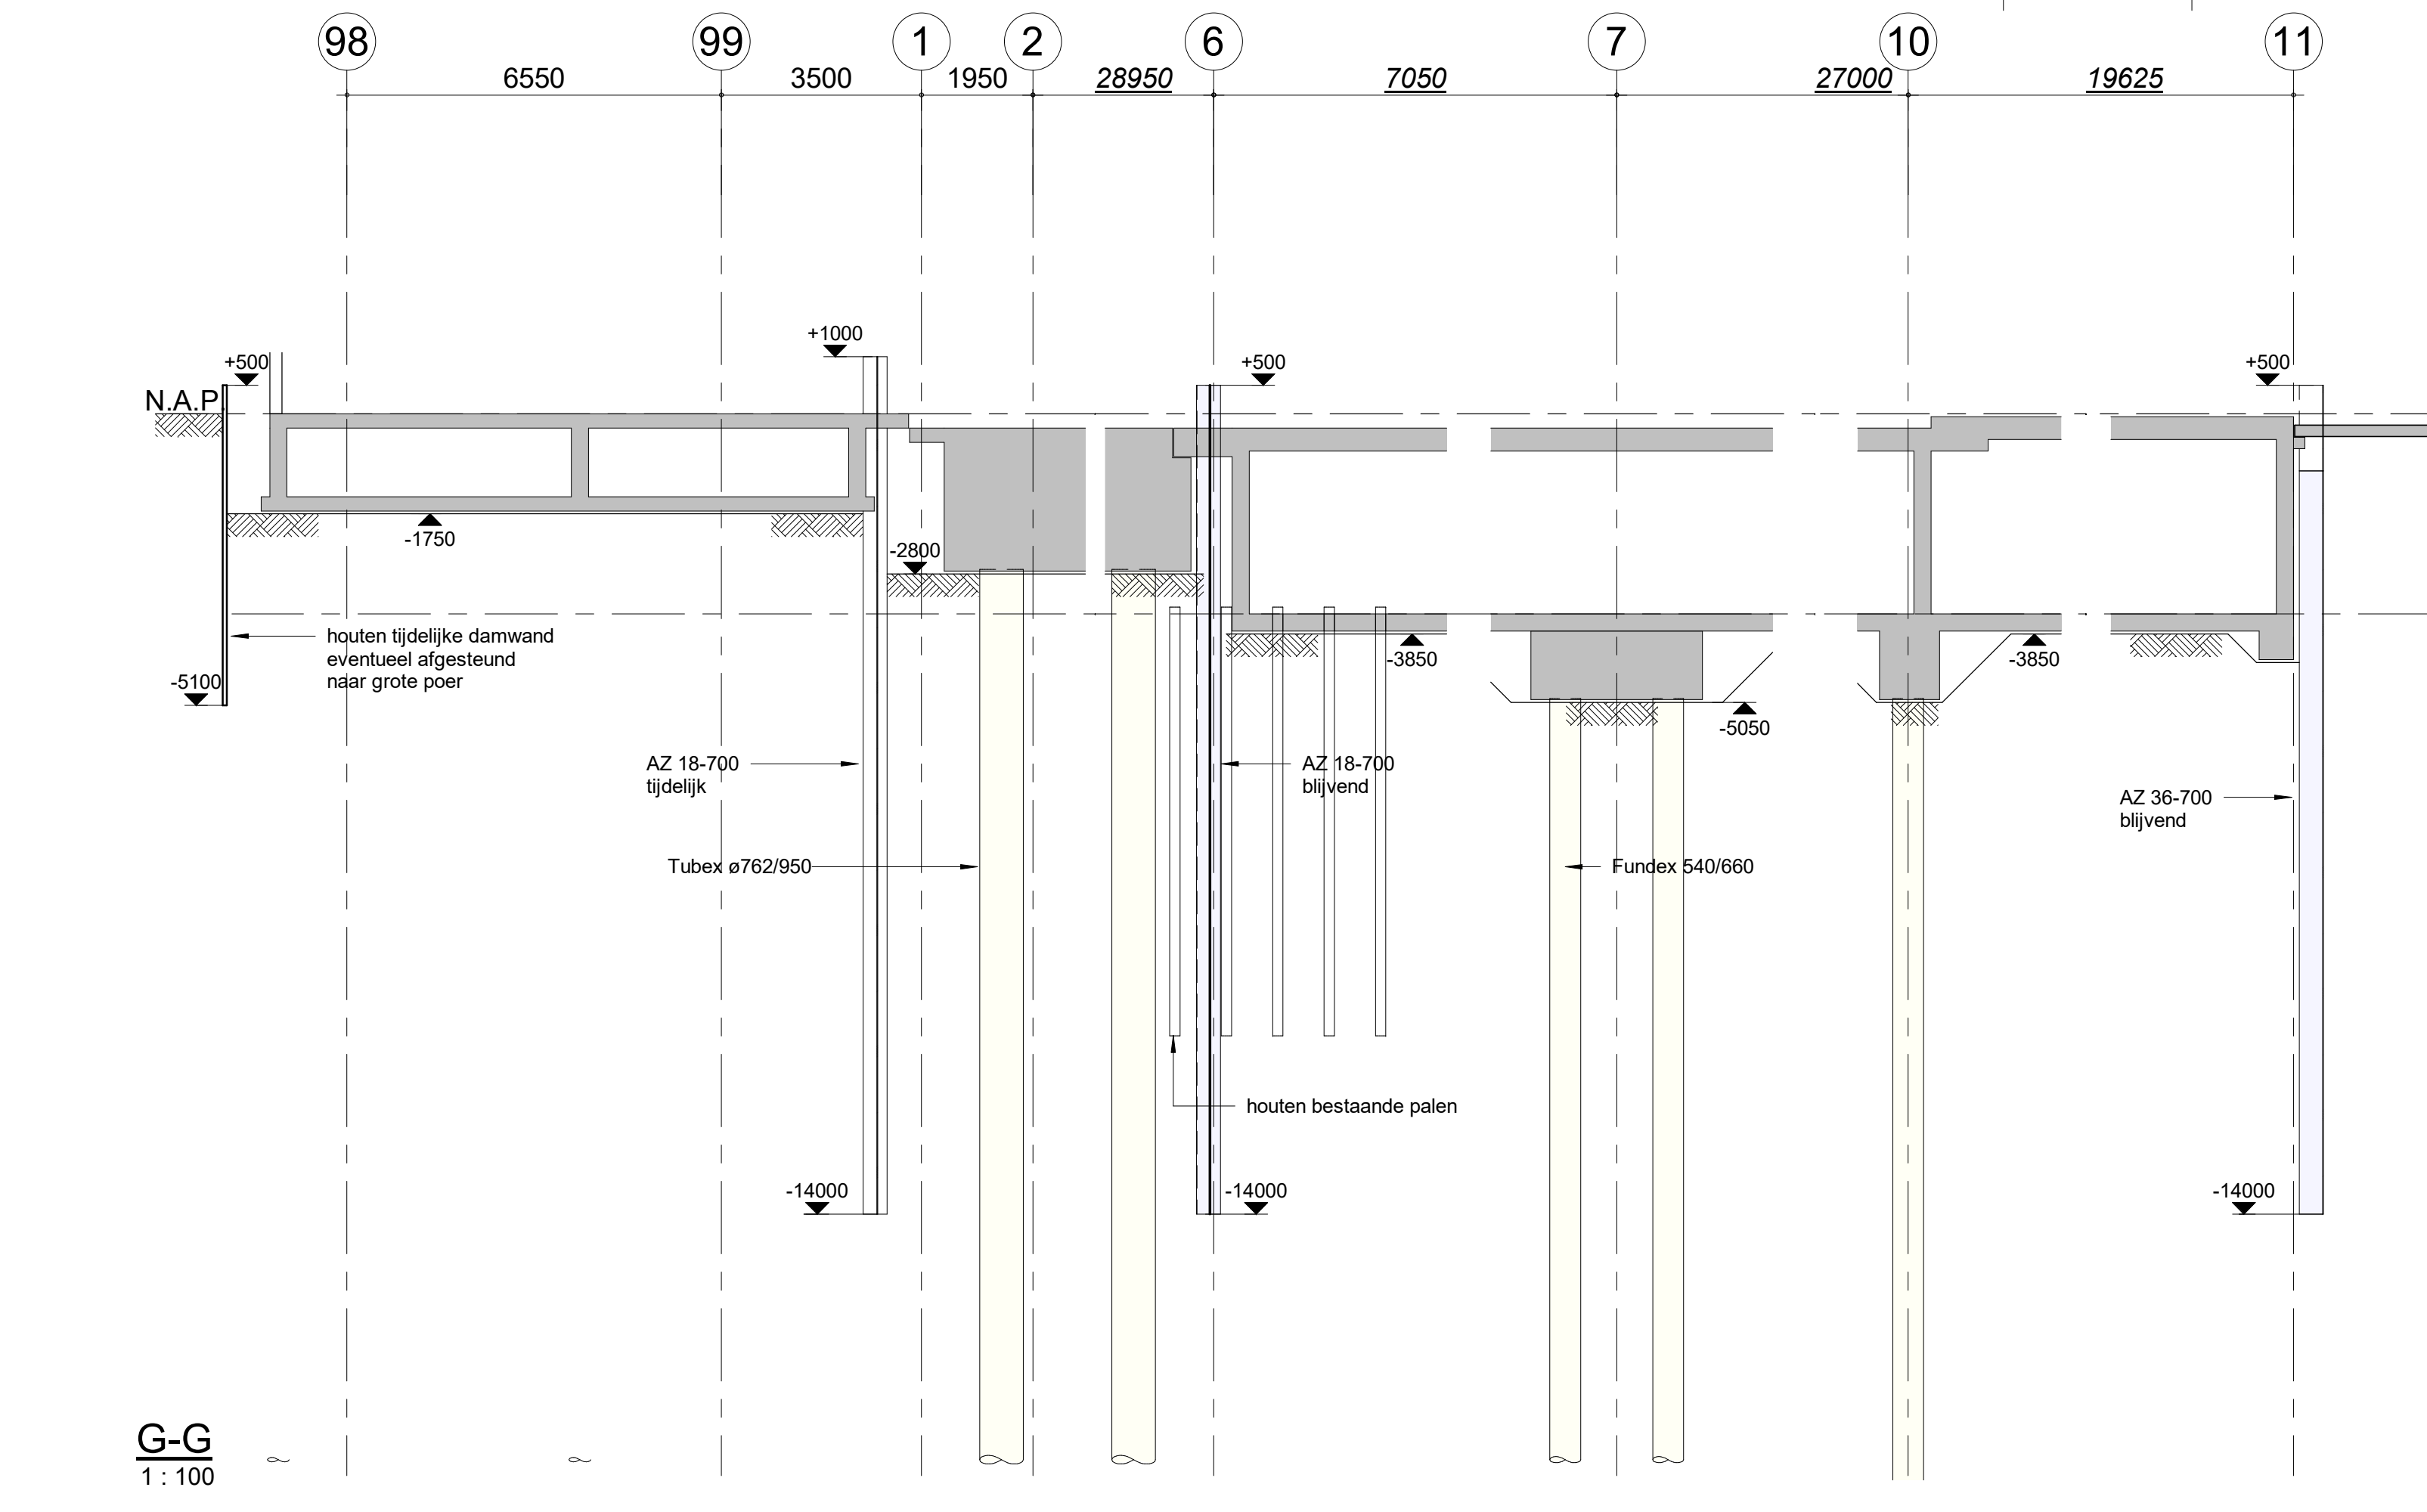 98 99 1 2 6 7 10 11
6550 3500 1950 28950 7050 27000 19625
+1000
+500 +500 +500
N.A.P.
-1750
-2800
houten tijdelijke damwand
eventueel afgesteund
naar grote poer
-3850 -3850
-5100
-5050
AZ 18-700
tijdelijk
AZ 18-700
blijvend
AZ 36-700
blijvend
Tubex ø762/950
Fundex 540/660
houten bestaande palen
-14000 -14000 -14000
G-G
1 : 100